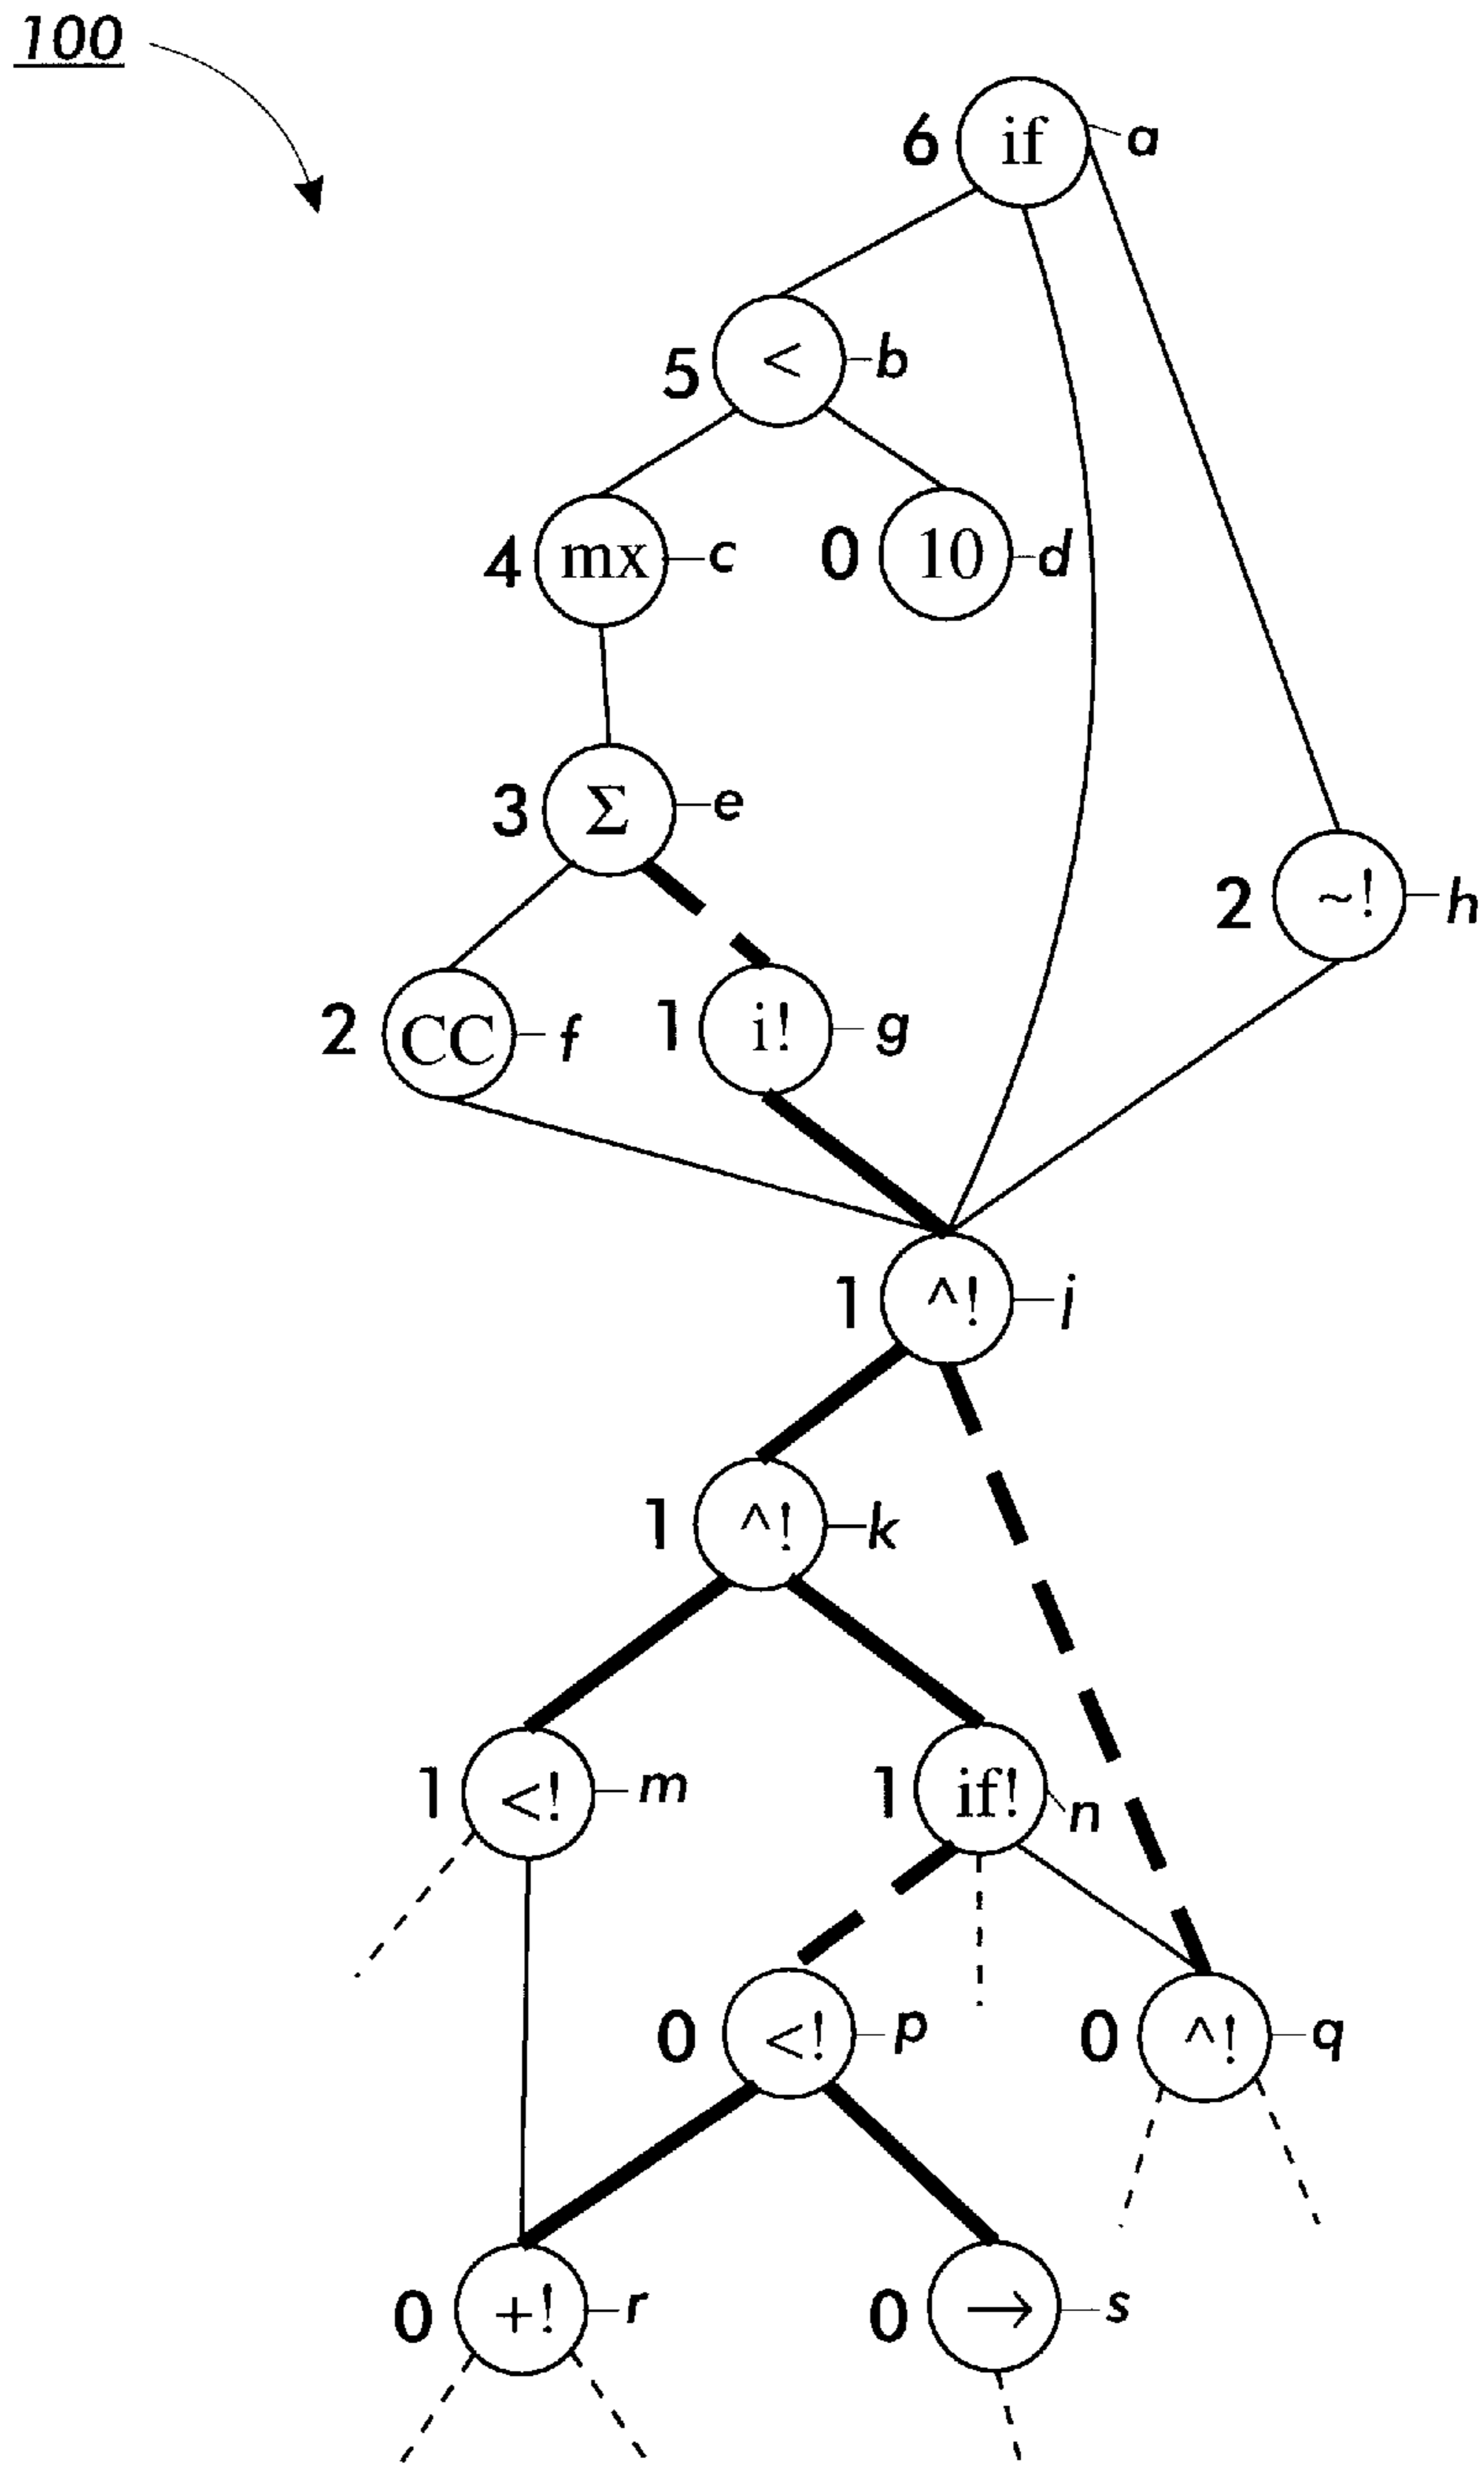 100
6 if a
5 < b
4 mx c
0 10 d
3 Σ e
2 ~! h
2 CC f
1 i! g
1 ^! j
1 ^! k
1 <! m
1 if! n
0 <! p
0 ^! q
0 +! r
0 → s